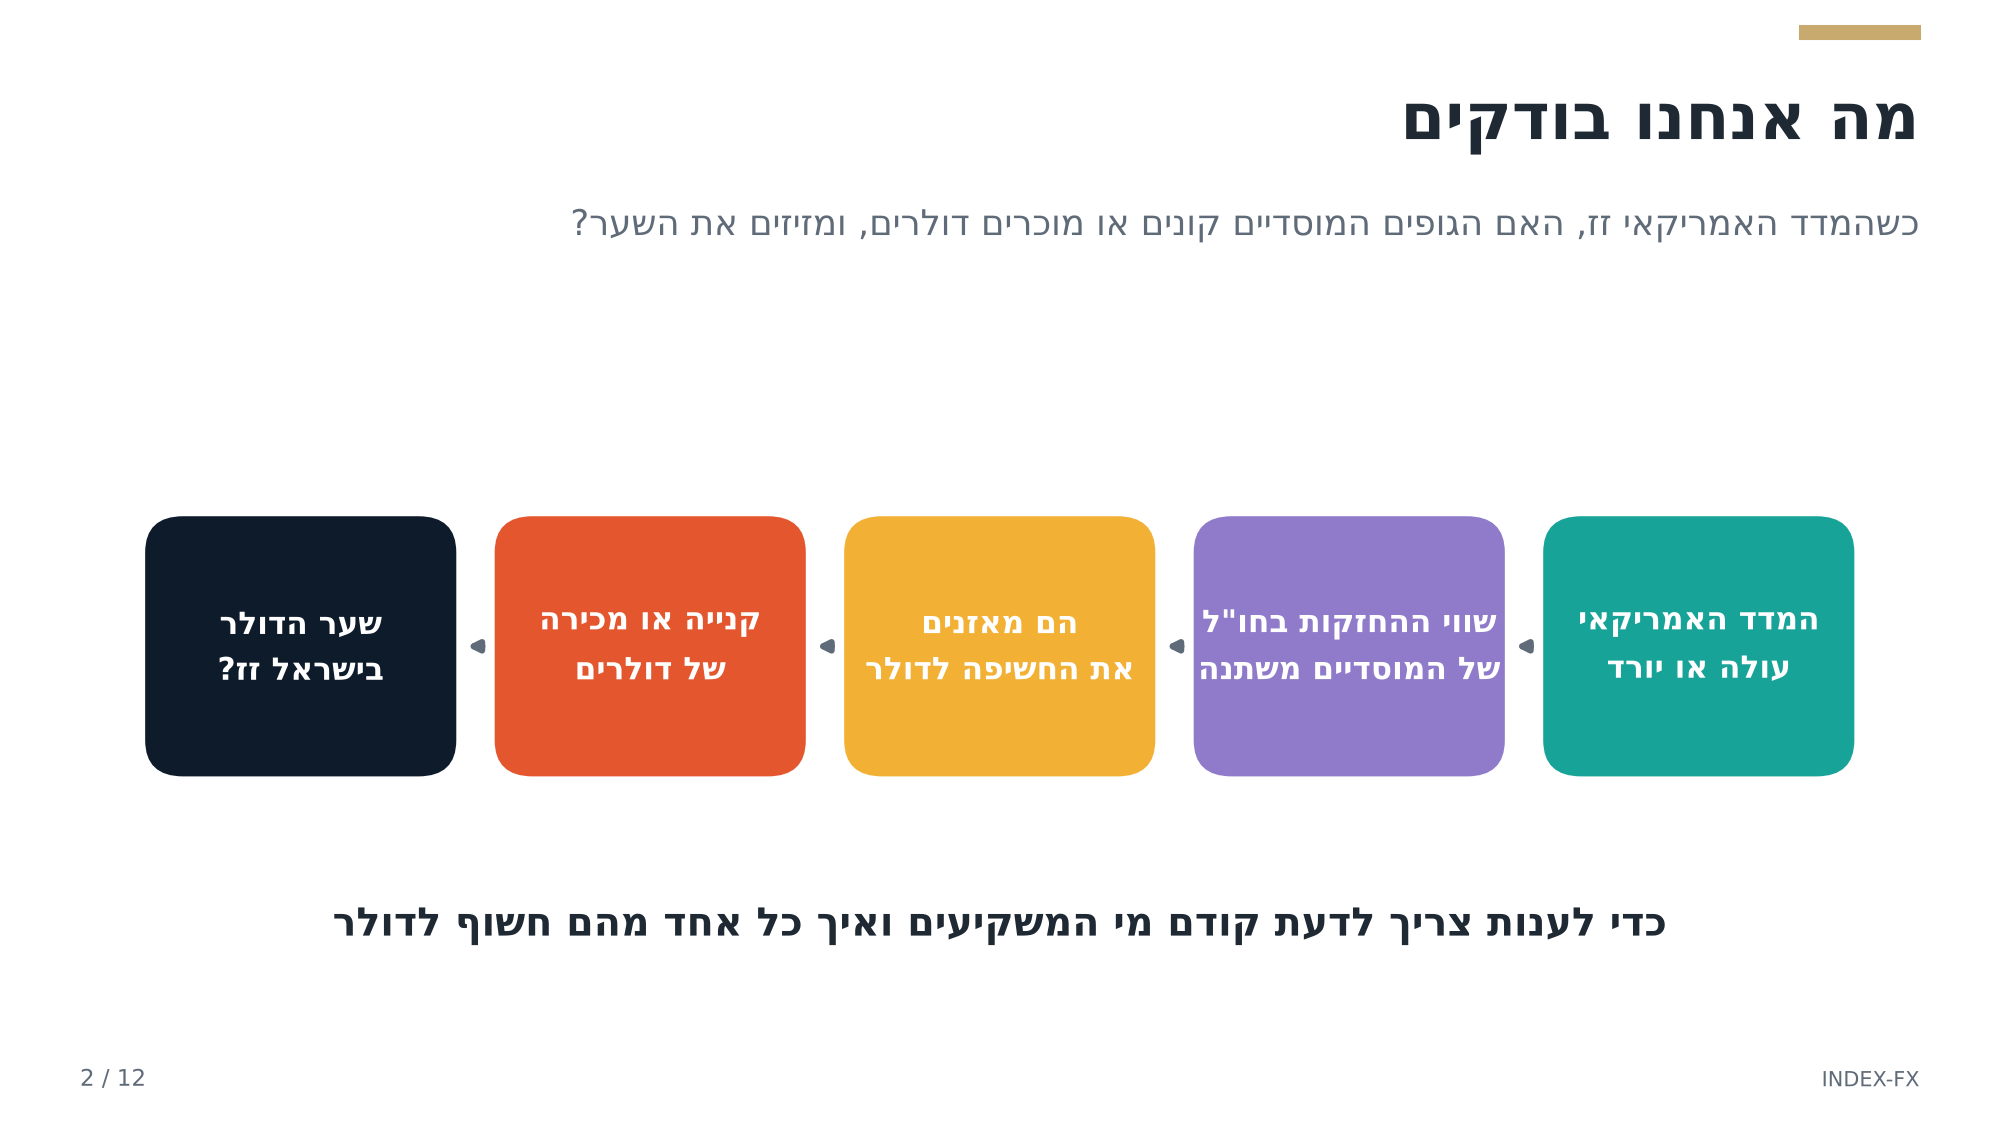 מה אנחנו בודקים
כשהמדד האמריקאי זז, האם הגופים המוסדיים קונים או מוכרים דולרים, ומזיזים את השער?
המדד האמריקאי
עולה או יורד
שווי ההחזקות בחו"ל
של המוסדיים משתנה
הם מאזנים
את החשיפה לדולר
קנייה או מכירה
של דולרים
שער הדולר
בישראל זז?
כדי לענות צריך לדעת קודם מי המשקיעים ואיך כל אחד מהם חשוף לדולר
INDEX-FX
2 / 12